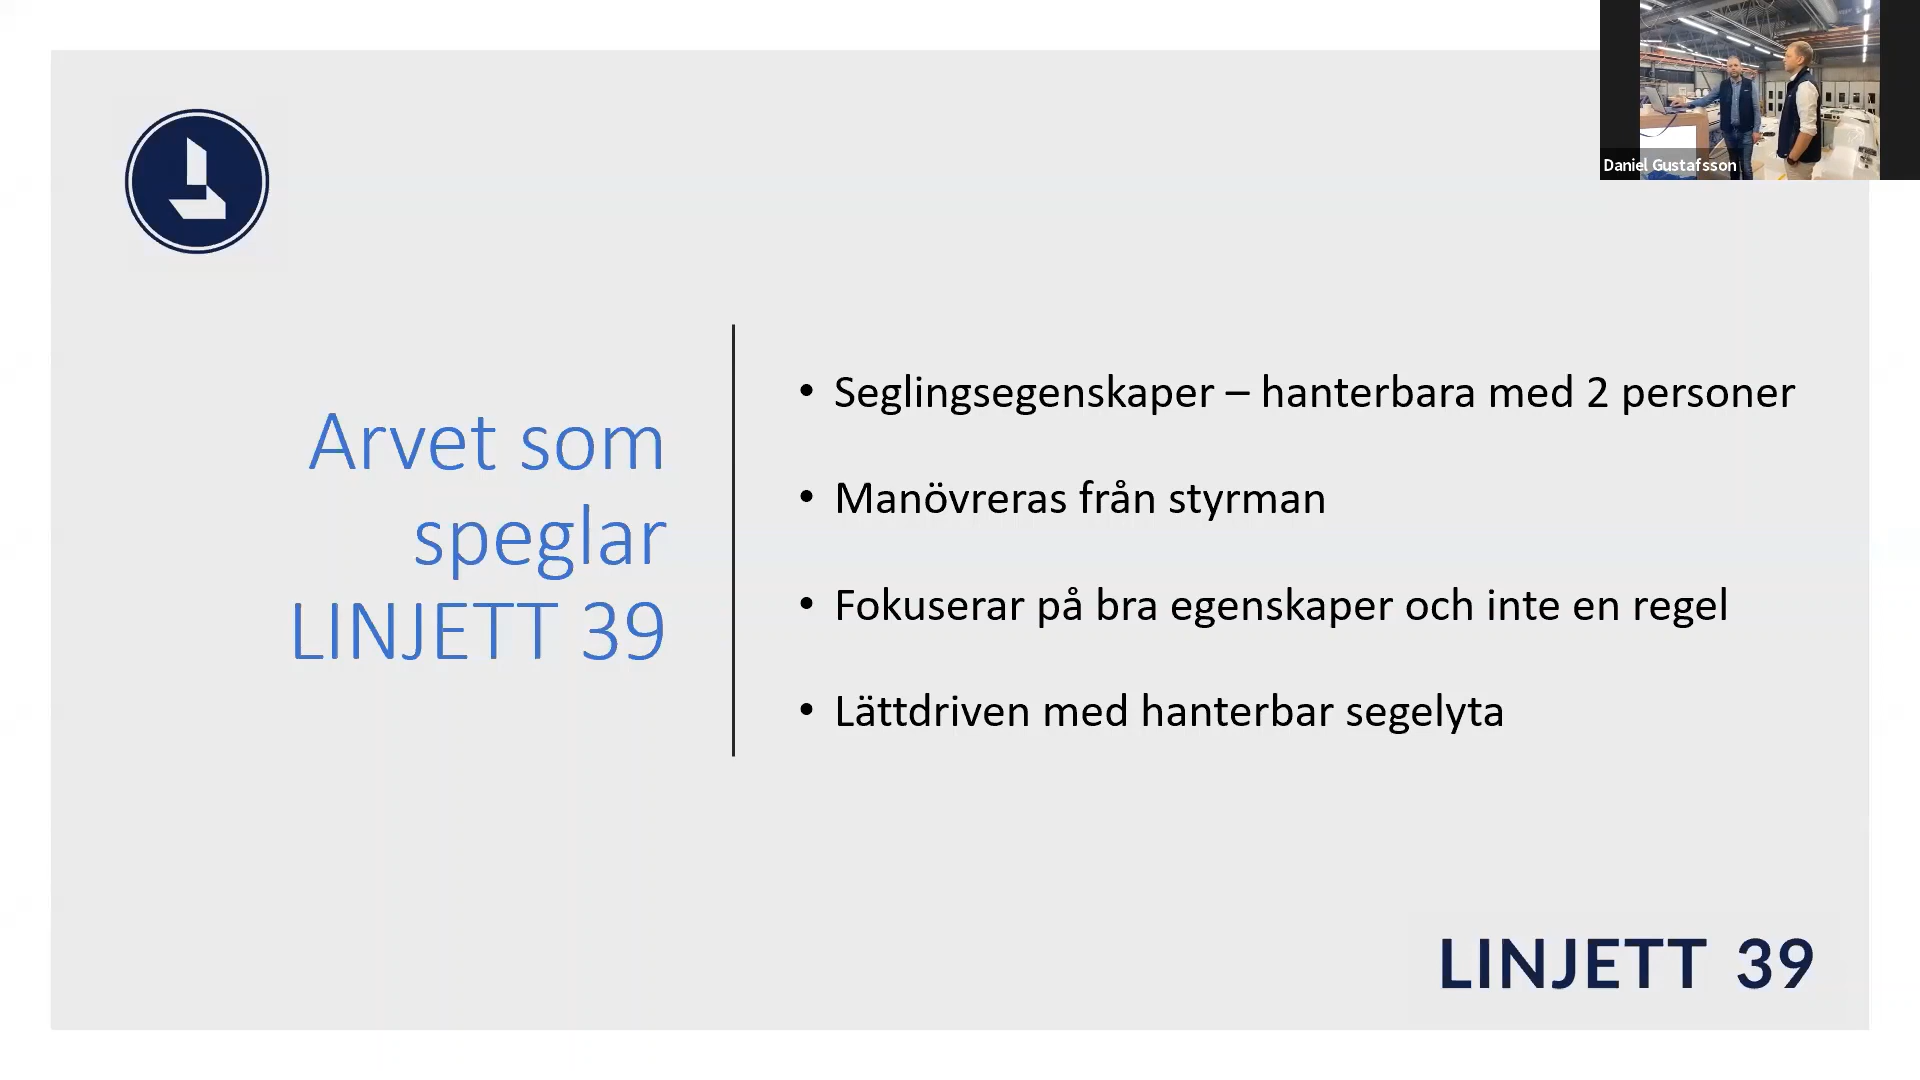 Daniel Gustafsson
Arvet som
speglar
LINJETT 39
• Seglingsegenskaper – hanterbara med 2 personer
• Manövreras från styrman
• Fokuserar på bra egenskaper och inte en regel
• Lättdriven med hanterbar segelyta
LINJETT 39